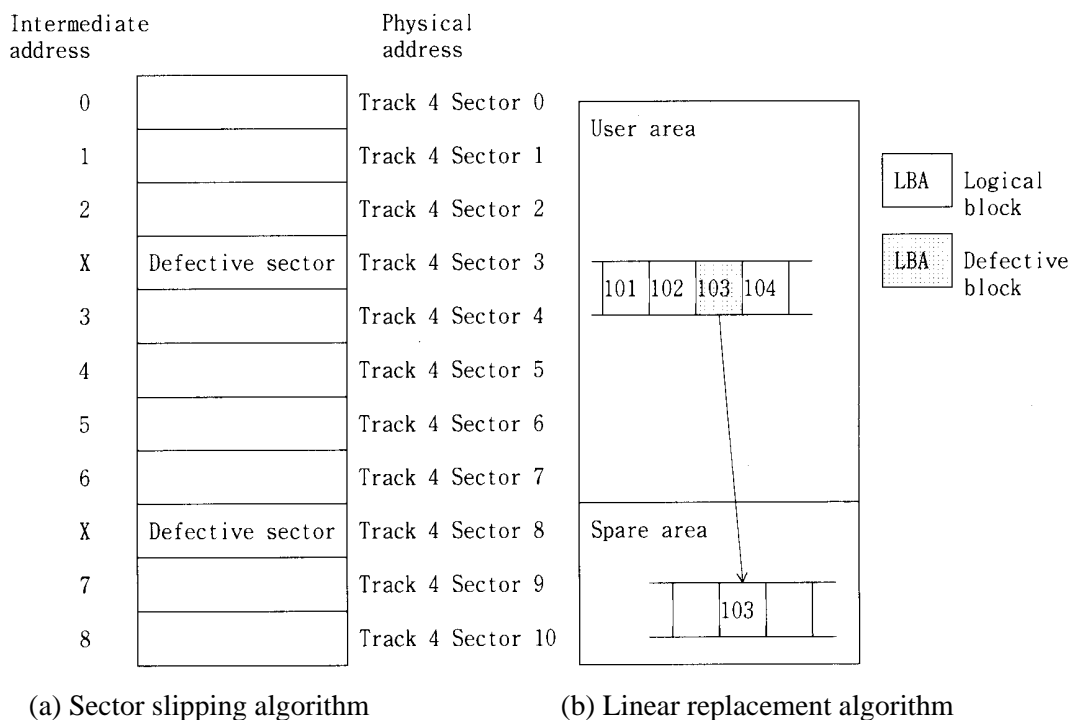 Intermediate
address
Physical
address
0
Track 4 Sector 0
1
Track 4 Sector 1
2
Track 4 Sector 2
X
Defective sector
Track 4 Sector 3
3
Track 4 Sector 4
4
Track 4 Sector 5
5
Track 4 Sector 6
6
Track 4 Sector 7
X
Defective sector
Track 4 Sector 8
7
Track 4 Sector 9
8
Track 4 Sector 10
(a) Sector slipping algorithm
User area
101 102 103 104
Spare area
103
LBA
Logical
block
LBA
Defective
block
(b) Linear replacement algorithm